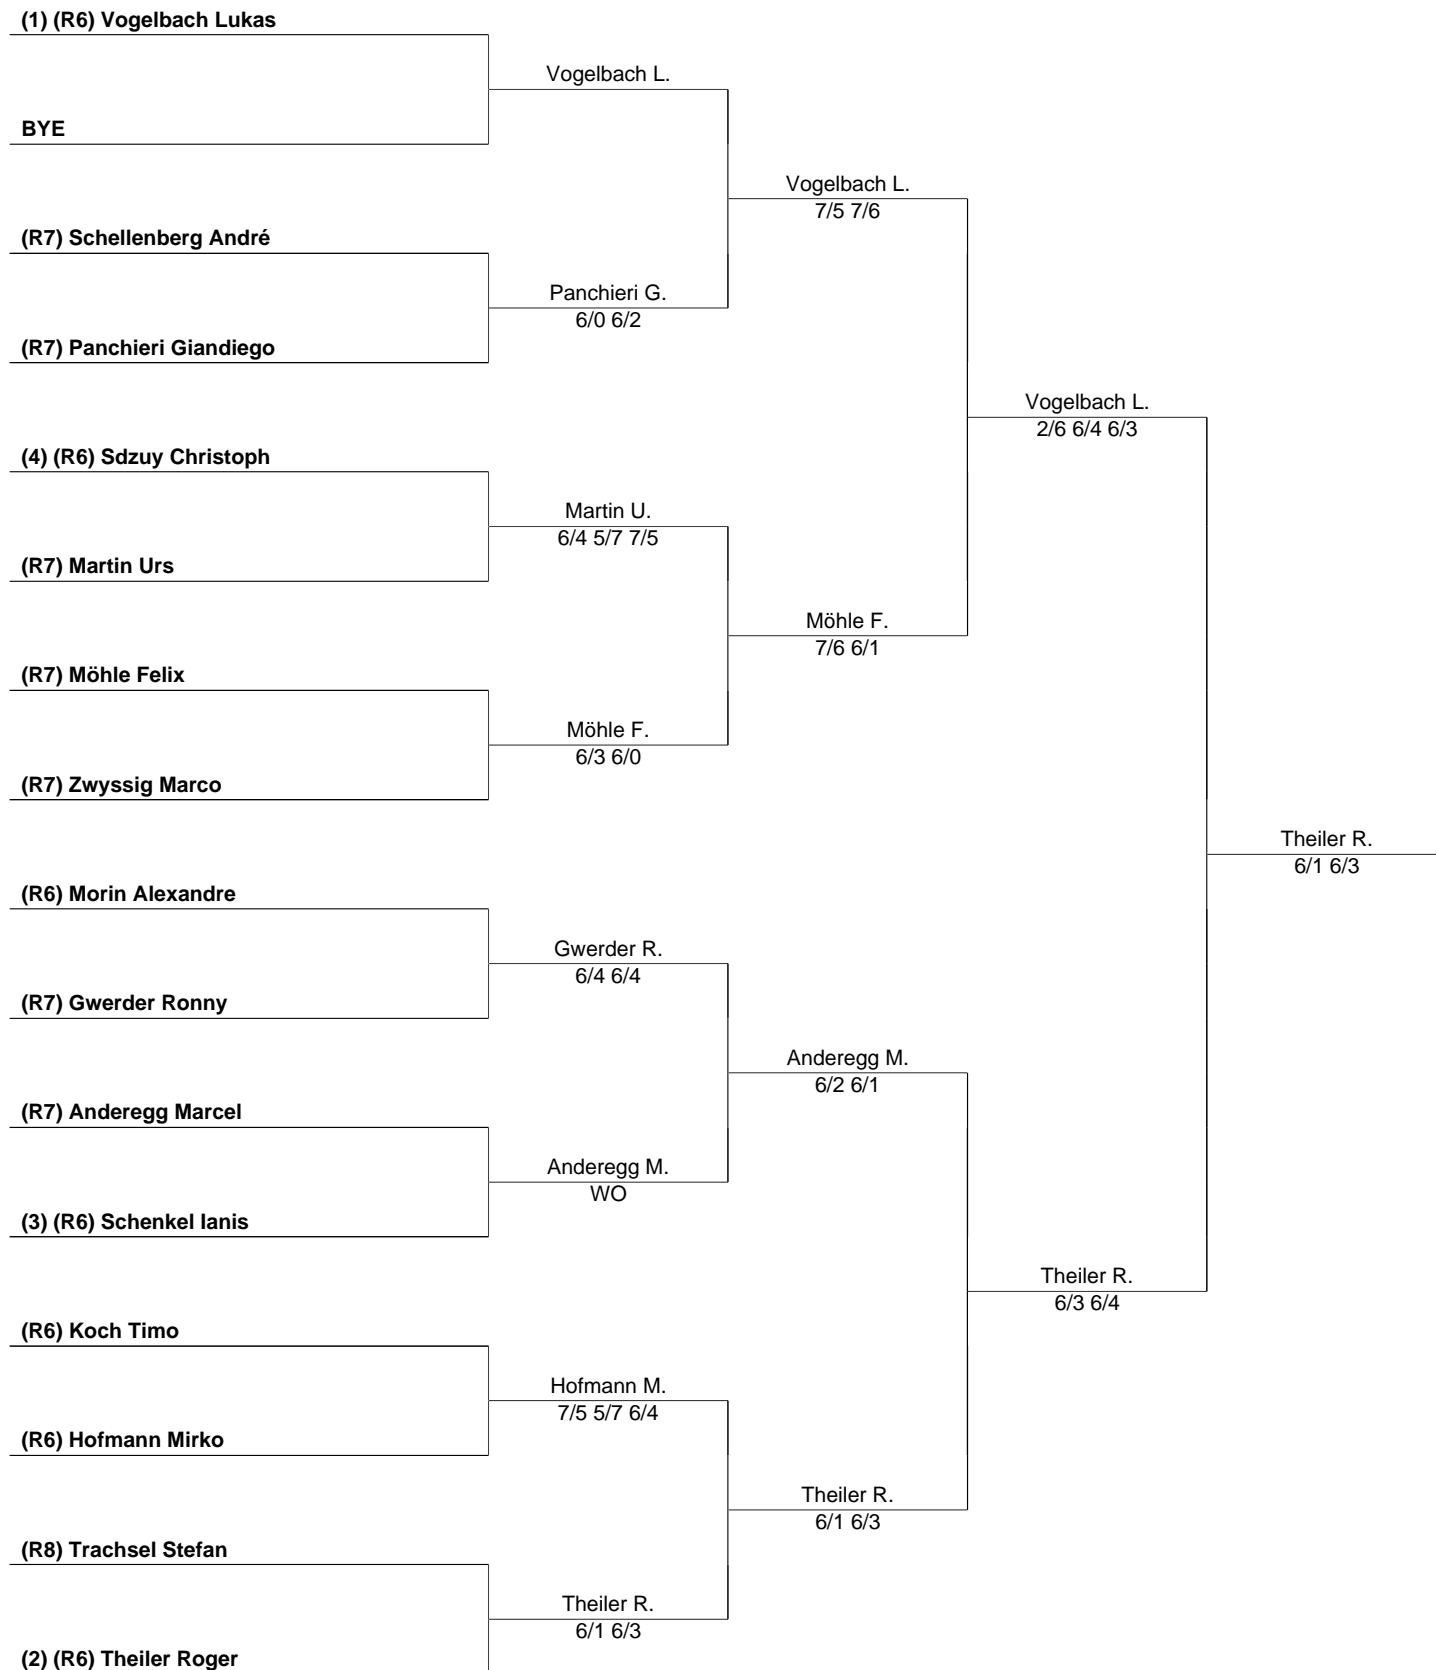 (1) (R6) Vogelbach Lukas
Vogelbach L.
BYE
Vogelbach L.
7/5 7/6
(R7) Schellenberg André
Panchieri G.
6/0 6/2
(R7) Panchieri Giandiego
Vogelbach L.
2/6 6/4 6/3
(4) (R6) Sdzuy Christoph
Martin U.
6/4 5/7 7/5
(R7) Martin Urs
Möhle F.
7/6 6/1
(R7) Möhle Felix
Möhle F.
6/3 6/0
(R7) Zwyssig Marco
Theiler R.
6/1 6/3
(R6) Morin Alexandre
Gwerder R.
6/4 6/4
(R7) Gwerder Ronny
Anderegg M.
6/2 6/1
(R7) Anderegg Marcel
Anderegg M.
WO
(3) (R6) Schenkel Ianis
Theiler R.
6/3 6/4
(R6) Koch Timo
Hofmann M.
7/5 5/7 6/4
(R6) Hofmann Mirko
Theiler R.
6/1 6/3
(R8) Trachsel Stefan
Theiler R.
6/1 6/3
(2) (R6) Theiler Roger